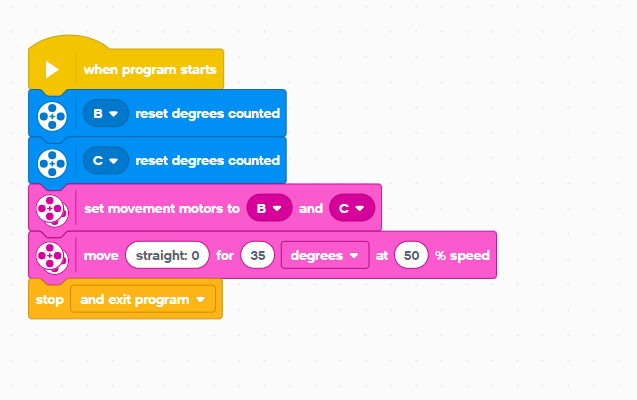 when program starts
B reset degrees counted
C reset degrees counted
set movement motors to B and C
move straight: 0 for 35 degrees at 50 % speed
stop and exit program